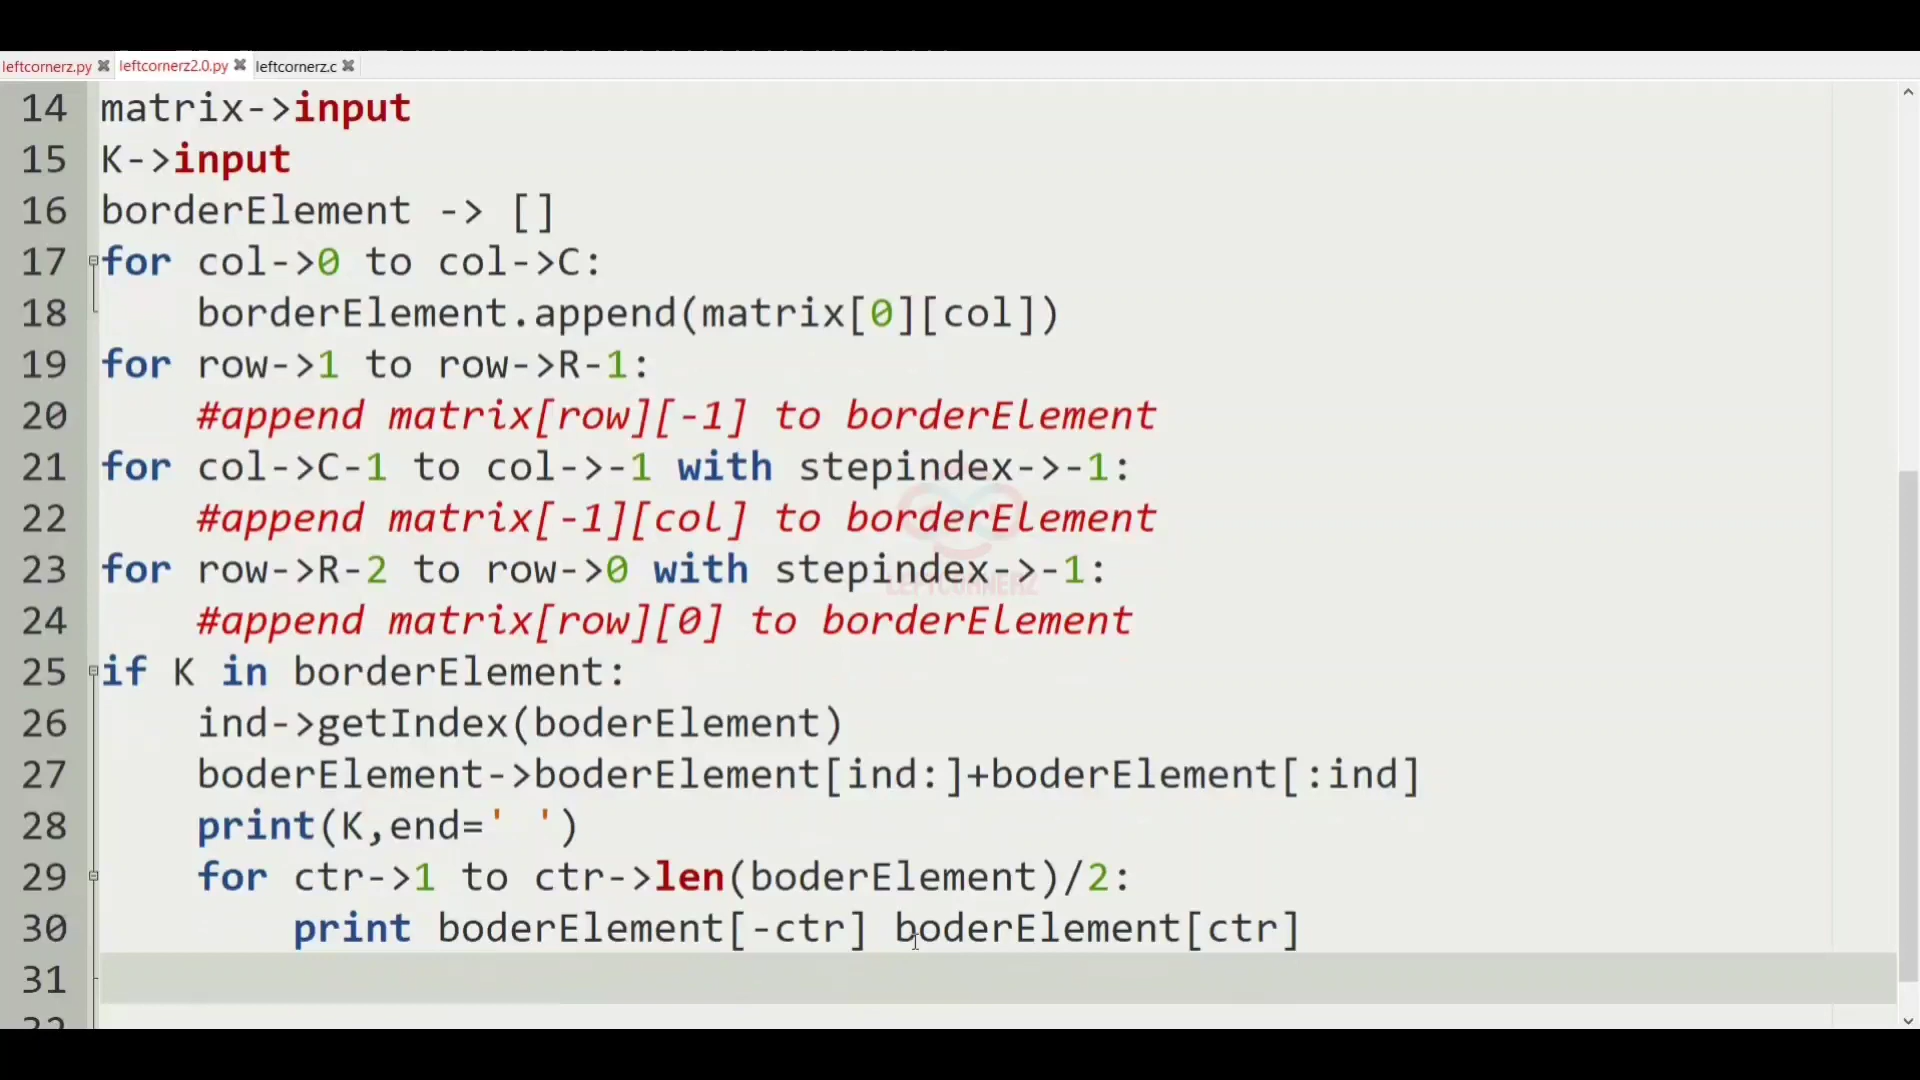 leftcornerz.py leftcornerz2.0.py leftcornerz.c
14 matrix->input
15 K->input
16 borderElement -> []
17 for col->0 to col->C:
18 borderElement.append(matrix[0][col])
19 for row->1 to row->R-1:
20 #append matrix[row][-1] to borderElement
21 for col->C-1 to col->-1 with stepindex->-1:
22 #append matrix[-1][col] to borderElement
23 for row->R-2 to row->0 with stepindex->-1:
LEFTCORNERZ
24 #append matrix[row][0] to borderElement
25 if K in borderElement:
26 ind->getIndex(boderElement)
27 boderElement->boderElement[ind:]+boderElement[:ind]
28 print(K,end=' ')
29 for ctr->1 to ctr->len(boderElement)/2:
30 print boderElement[-ctr] boderElement[ctr]
31
32